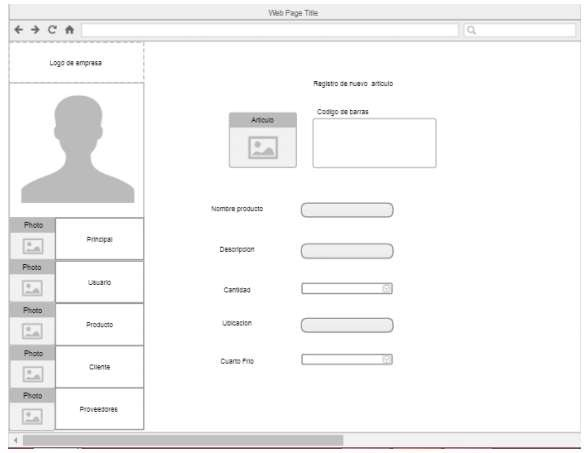 Web Page Title
Logo de empresa
Registro de nuevo articulo
Articulo
Codigo de barras
Photo
Principal
Nombre producto
Photo
Usuario
Descripcion
Photo
Producto
Cantidad
Photo
Cliente
Ubicacion
Photo
Proveedores
Cuarto Frio